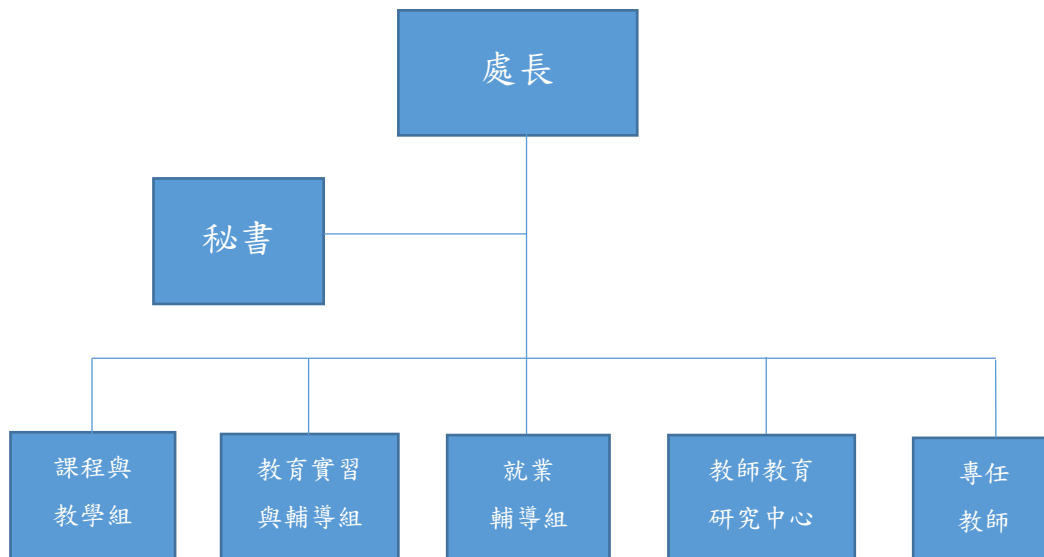 處長
秘書
課程與
教學組
教育實習
與輔導組
就業
輔導組
教師教育
研究中心
專任
教師